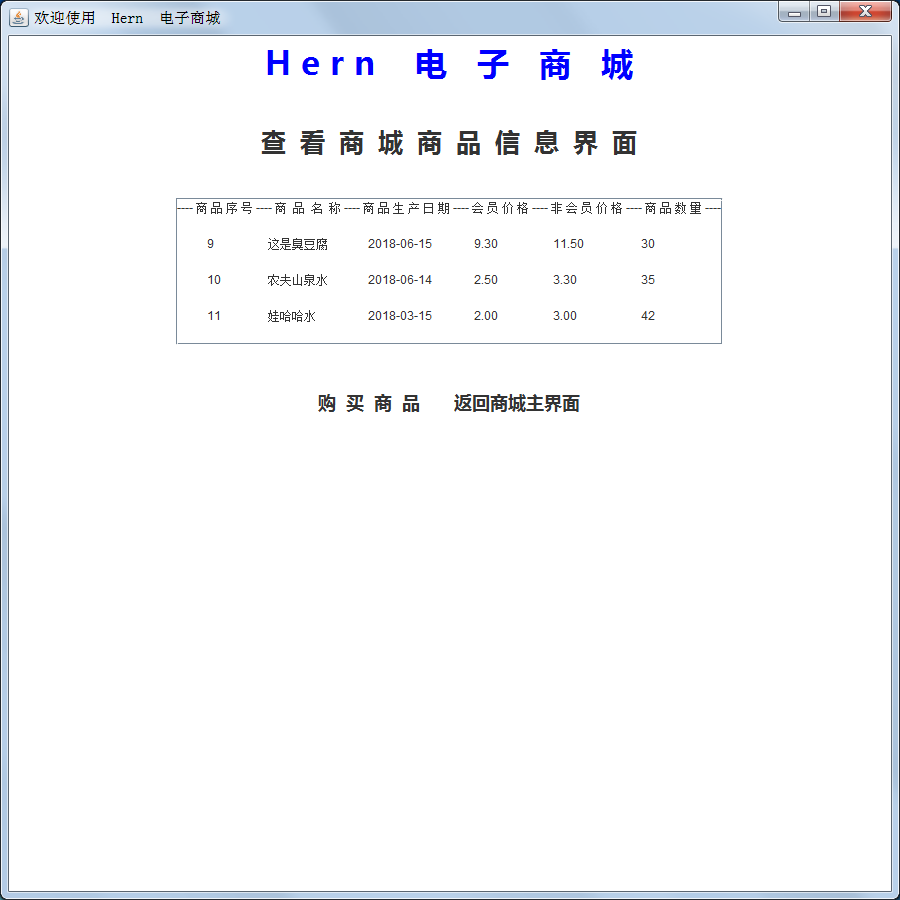 欢迎使用 Hern 电子商城
Hern 电 子 商 城
查看商城商品信息界面
----商品序号----商 品 名 称----商品生产日期----会员价格----非会员价格----商品数量----
9 这是臭豆腐 2018-06-15 9.30 11.50 30
10 农夫山泉水 2018-06-14 2.50 3.30 35
11 娃哈哈水 2018-03-15 2.00 3.00 42
购 买 商 品 返回商城主界面